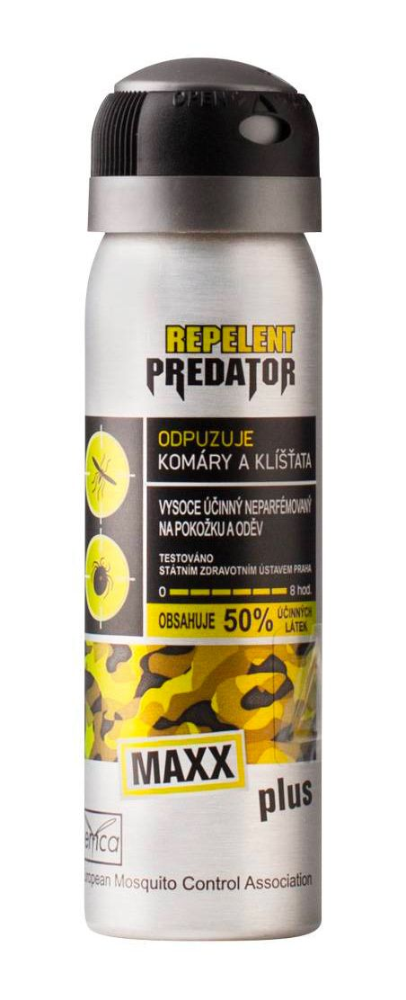 OPEN
REPELENT
PREDATOR
ODPUZUJE
KOMÁRY A KLÍŠŤATA
VYSOCE ÚČINNÝ NEPARFÉMOVANÝ
NA POKOŽKU A ODĚV
TESTOVÁNO
STÁTNÍM ZDRAVOTNÍM ÚSTAVEM PRAHA
0 8 hod.
OBSAHUJE 50% ÚČINNÝCH
LÁTEK
MAXX
plus
emca
uropean Mosquito Control Association